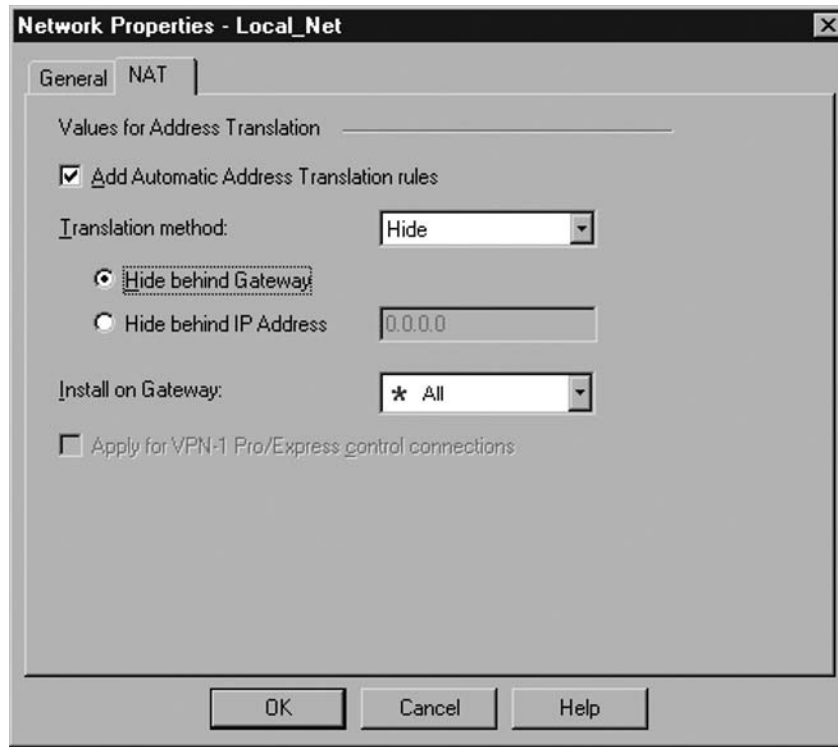 Network Properties - Local_Net
General
NAT
Values for Address Translation
Add Automatic Address Translation rules
Translation method:
Hide
Hide behind Gateway
Hide behind IP Address
0.0.0.0
Install on Gateway:
* All
Apply for VPN-1 Pro/Express control connections
OK
Cancel
Help